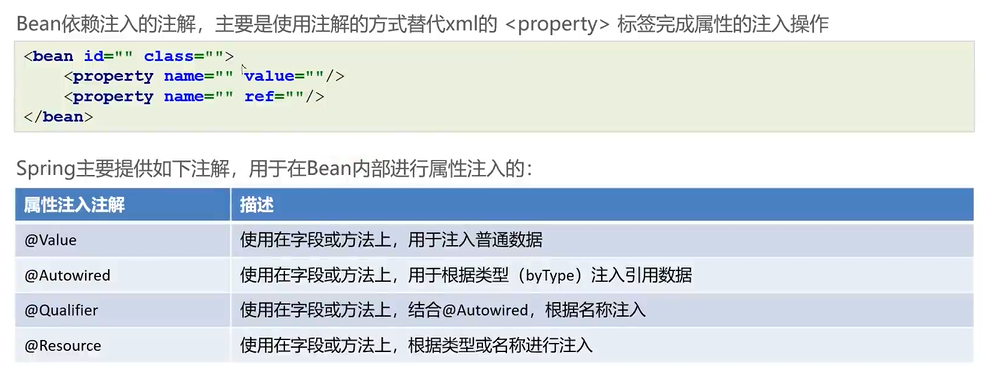 Bean依赖注入的注解，主要是使用注解的方式替代xml的 <property> 标签完成属性的注入操作
<bean id="" class="">
    <property name="" value=""/>
    <property name="" ref=""/>
</bean>
Spring主要提供如下注解，用于在Bean内部进行属性注入的：
属性注入注解 描述
@Value 使用在字段或方法上，用于注入普通数据
@Autowired 使用在字段或方法上，用于根据类型（byType）注入引用数据
@Qualifier 使用在字段或方法上，结合@Autowired，根据名称注入
@Resource 使用在字段或方法上，根据类型或名称进行注入